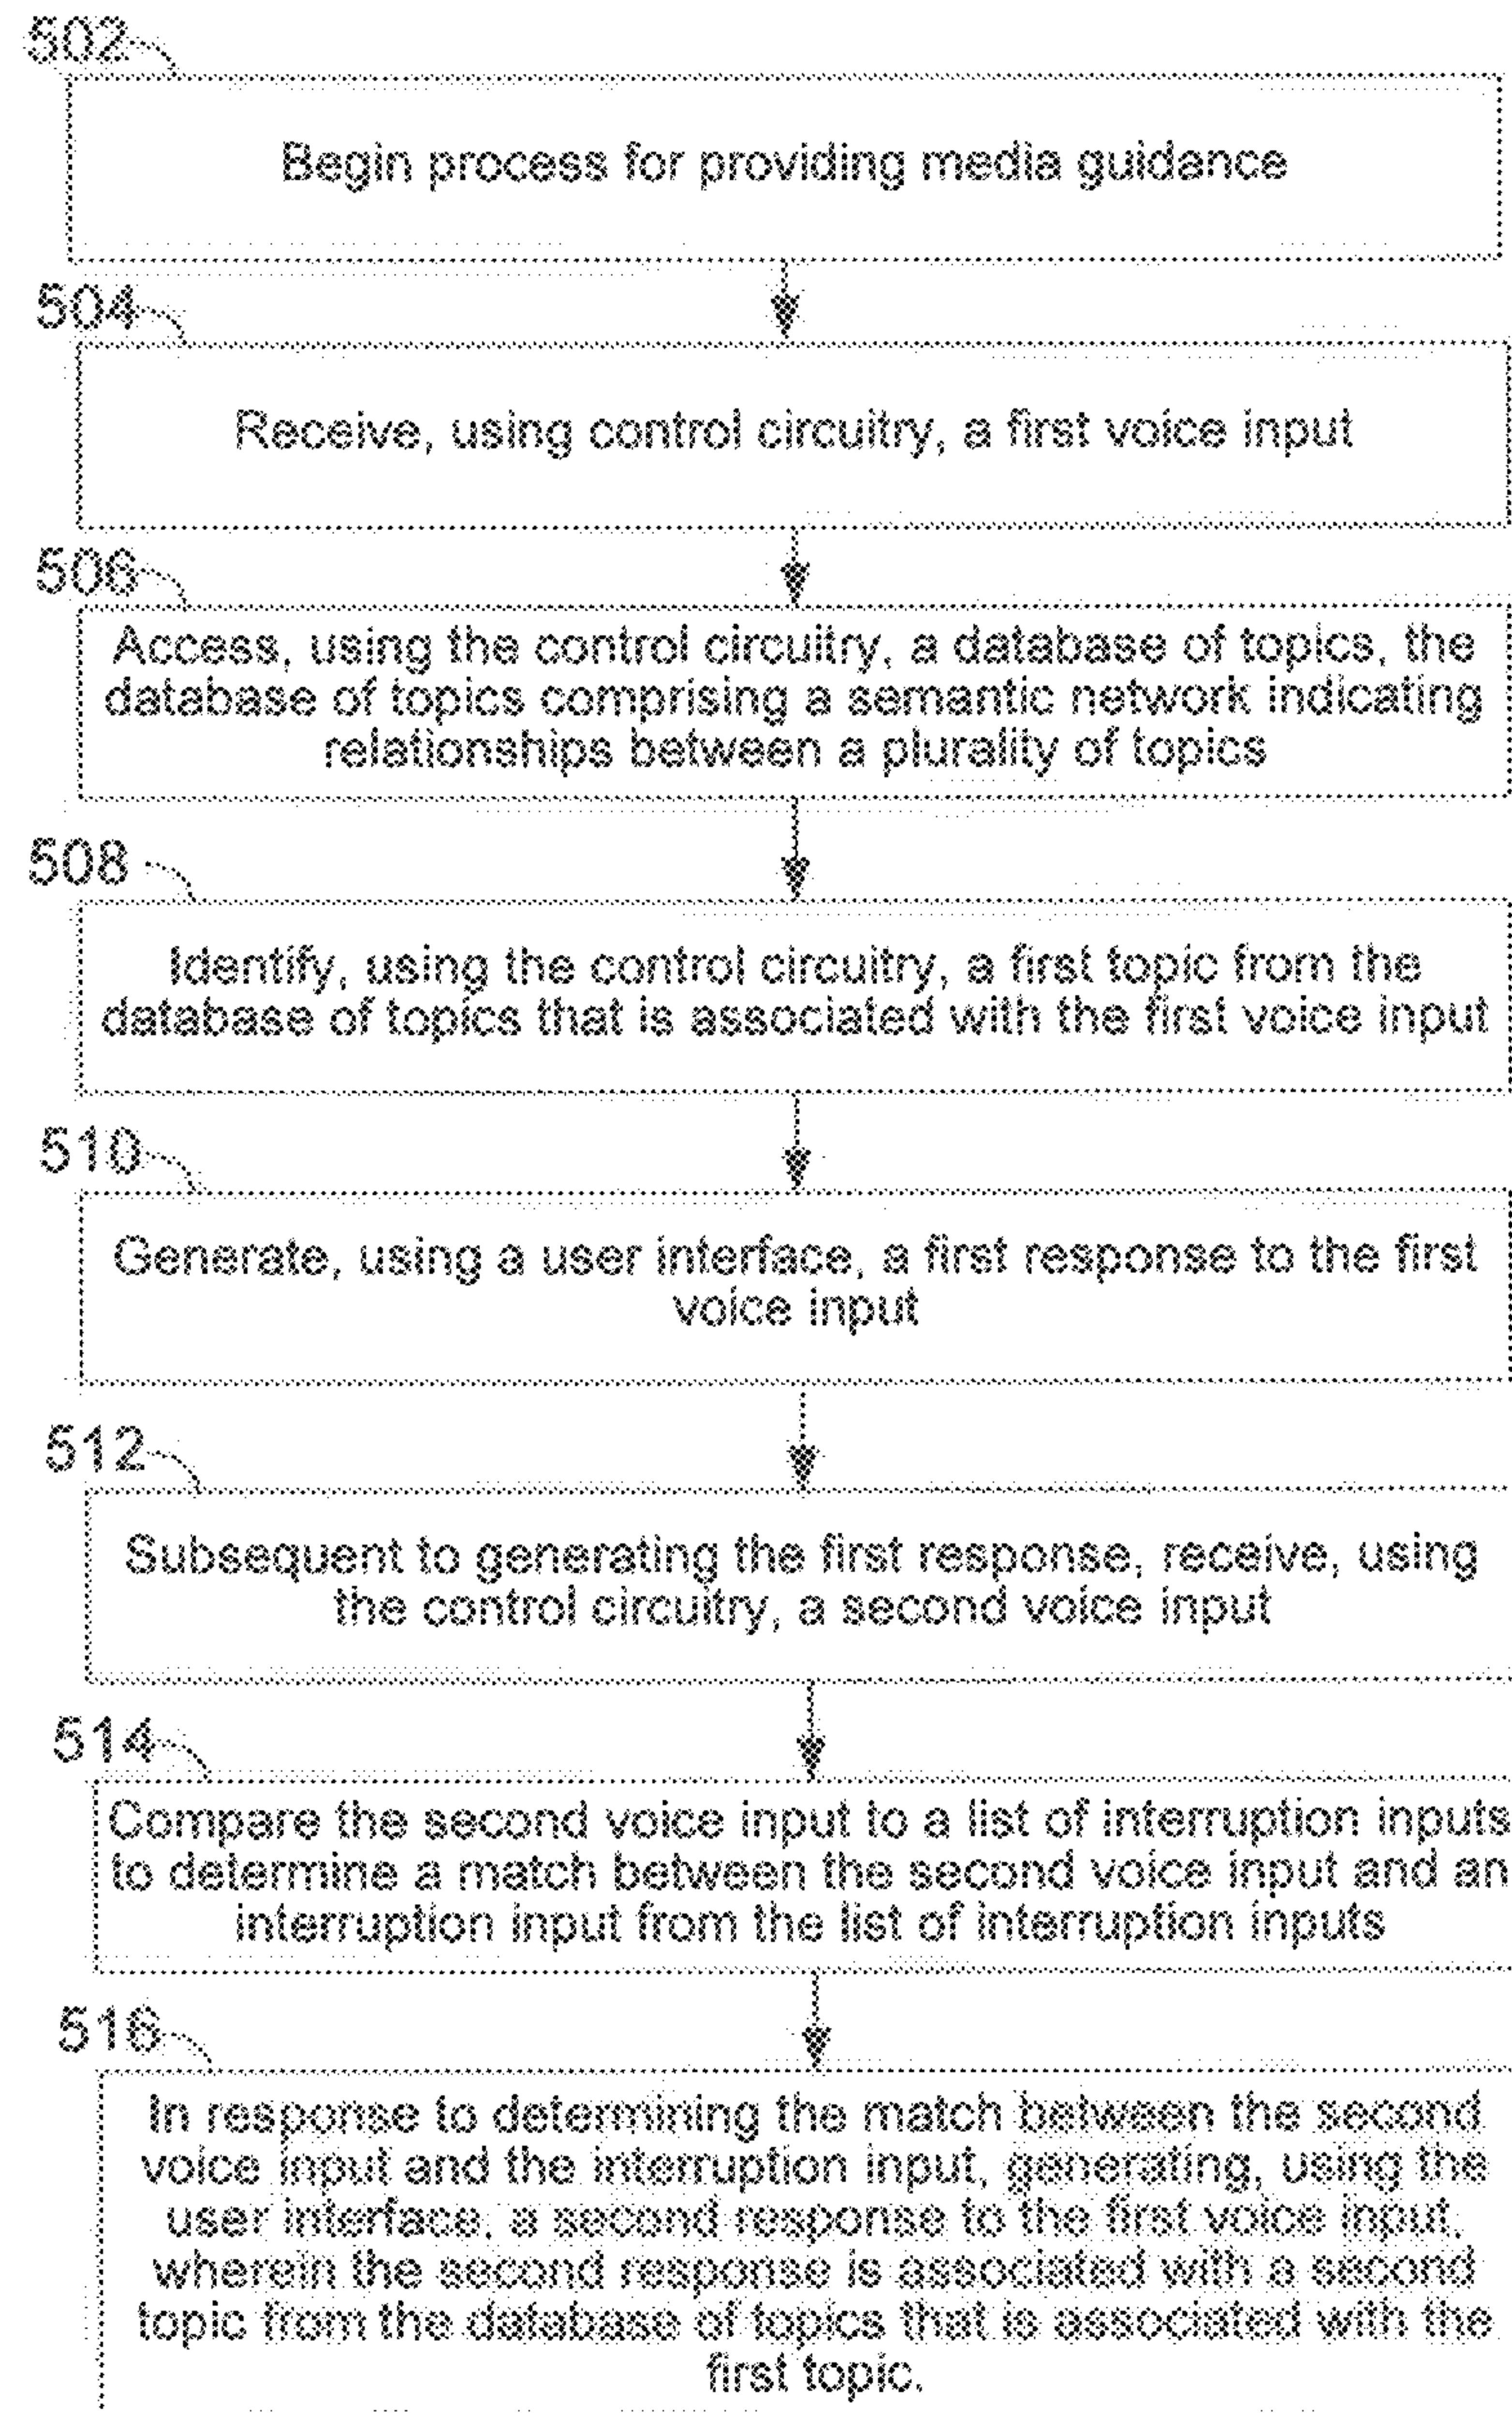 502
Begin process for providing media guidance
504
Receive, using control circuitry, a first voice input
506
Access, using the control circuitry, a database of topics, the
database of topics comprising a semantic network indicating
relationships between a plurality of topics
508
Identify, using the control circuitry, a first topic from the
database of topics that is associated with the first voice input
510
Generate, using a user interface, a first response to the first
voice input
512
Subsequent to generating the first response, receive, using
the control circuitry, a second voice input
514
Compare the second voice input to a list of interruption inputs
to determine a match between the second voice input and an
interruption input from the list of interruption inputs
516
In response to determining the match between the second
voice input and the interruption input, generating, using the
user interface, a second response to the first voice input,
wherein the second response is associated with a second
topic from the database of topics that is associated with the
first topic.